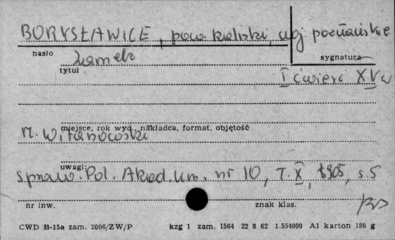 BORYSŁAWICE, pow. kolski, woj. poznańskie
hasło zamek sygnatura
tytuł I ćwierć XV w
miejsce, rok wyd., nakładca, format, objętość
M. Witanowski
uwagi
Spraw. Pol. Akad. Um. nr 10, T. X, 1905, s. 5
nr inw. znak klas.
CWD B-15a zam. 2006/ZW/P kzg 1 zam. 1564 22 8 62 1.554000 A1 karton 180 g